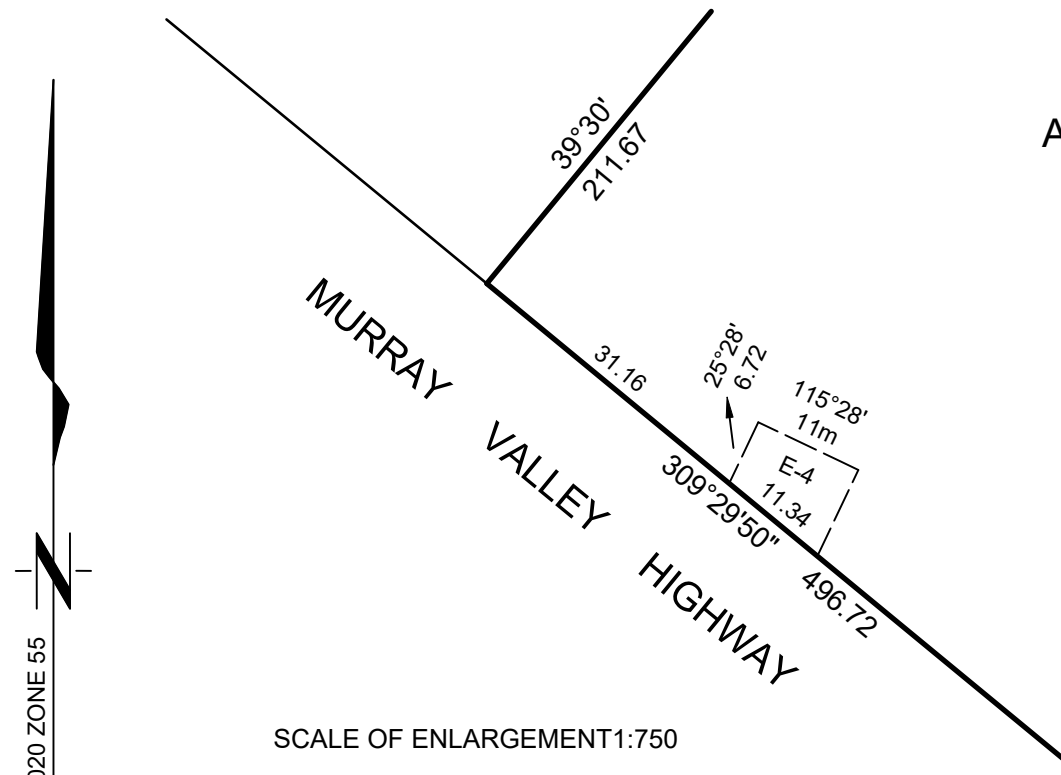 39°30'
211.67
A
MURRAY VALLEY HIGHWAY
31.16
25°28'
6.72
115°28'
11m
E-4
11.34
309°29'50"
496.72
020 ZONE 55
SCALE OF ENLARGEMENT1:750